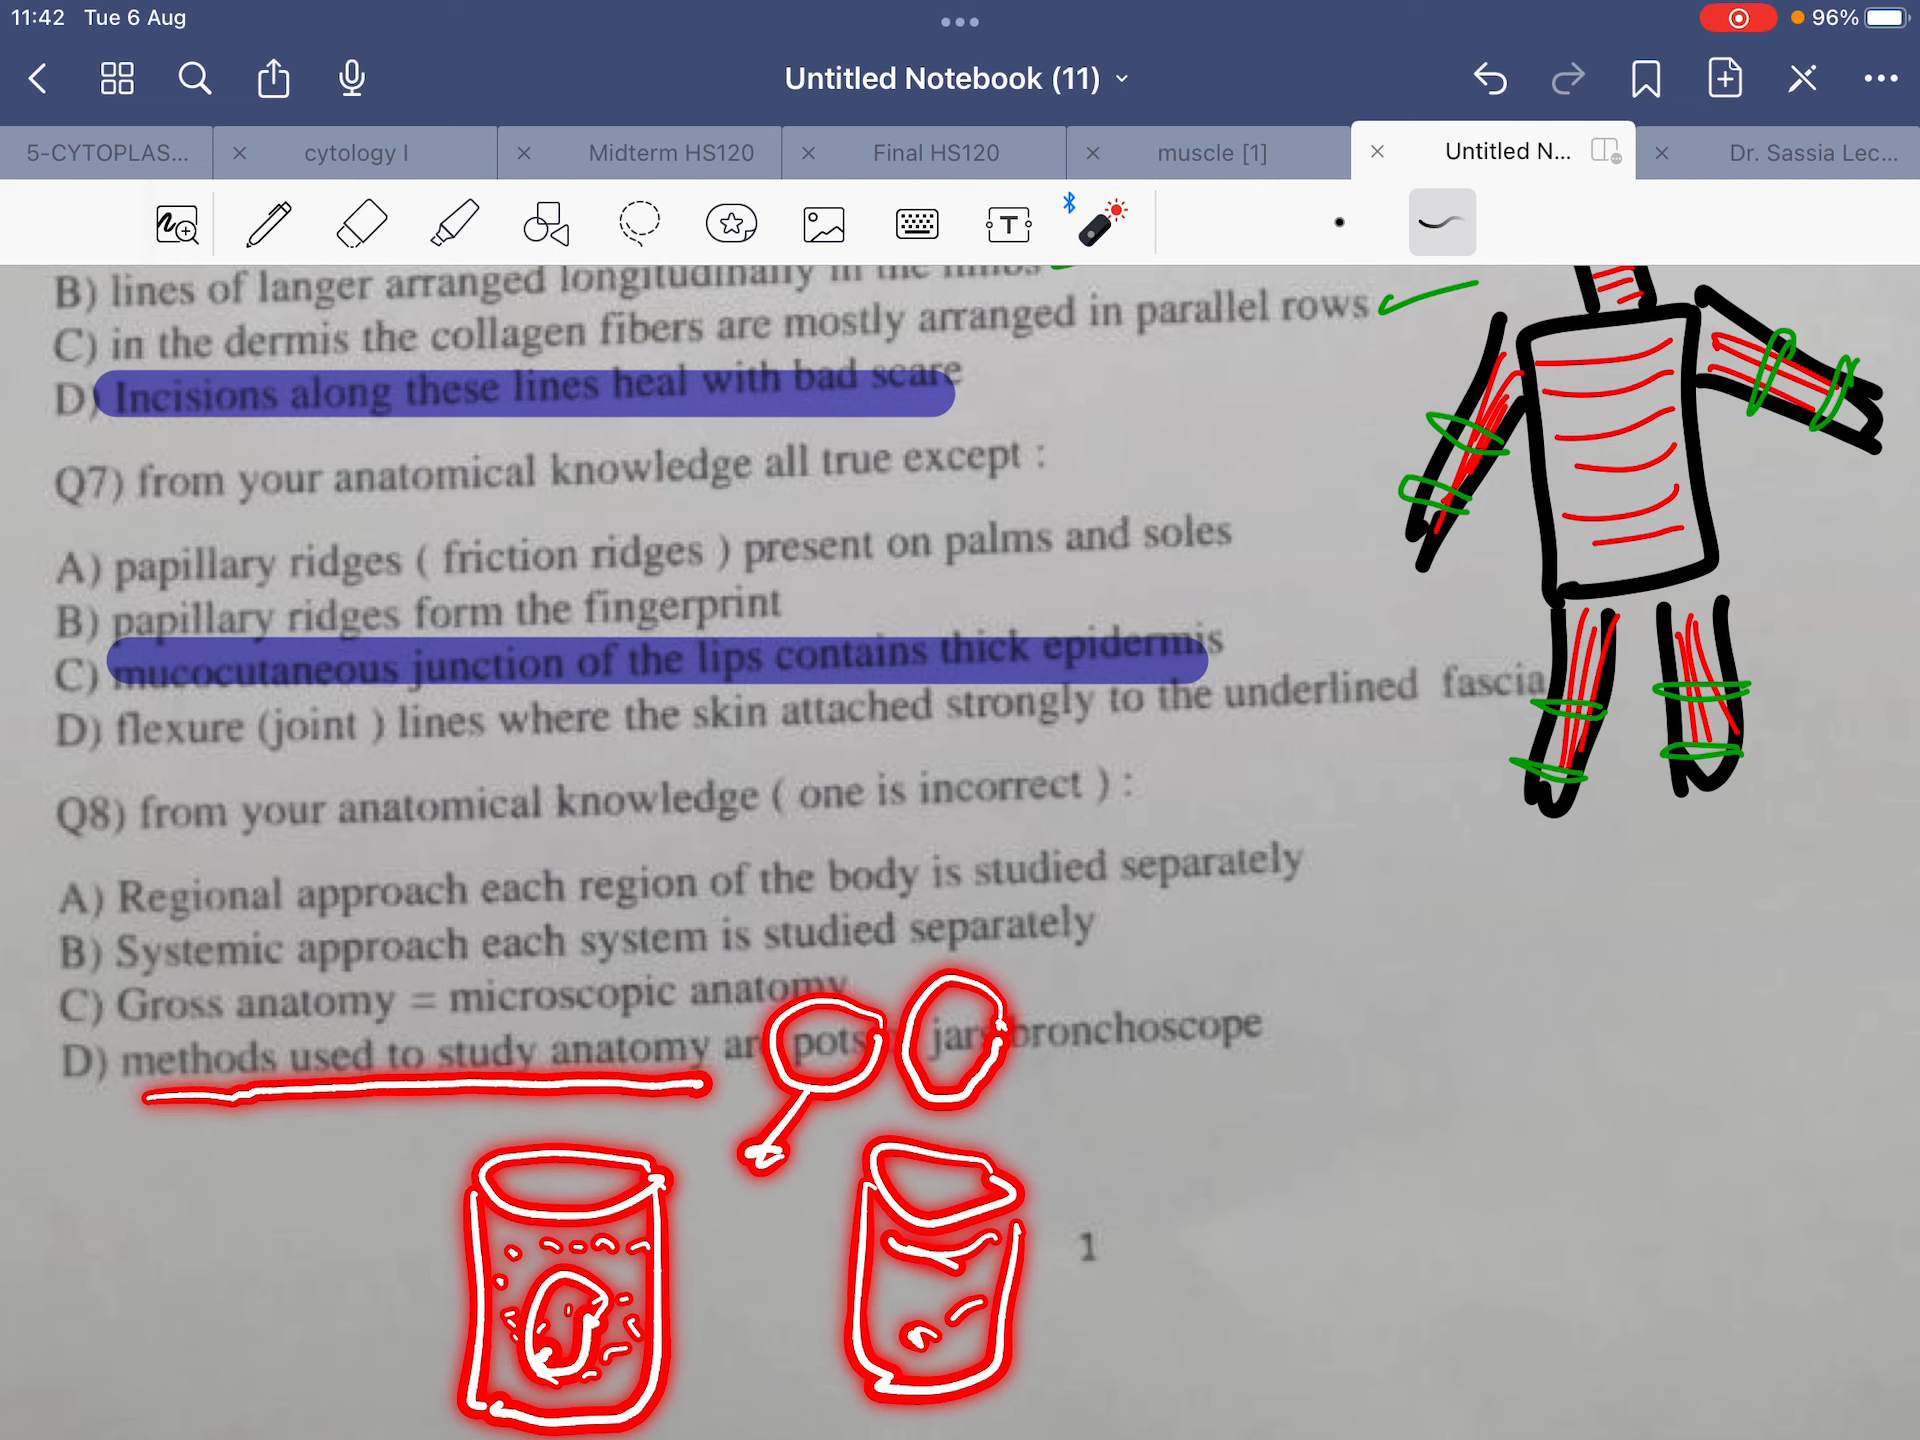 11:42 Tue 6 Aug
96%
Untitled Notebook (11)
5-CYTOPLAS...
cytology I
Midterm HS120
Final HS120
muscle [1]
Untitled N...
Dr. Sassia Lec...
B) lines of langer arranged longitudinally in the limbs
C) in the dermis the collagen fibers are mostly arranged in parallel rows
D) Incisions along these lines heal with bad scare
Q7) from your anatomical knowledge all true except :
A) papillary ridges ( friction ridges ) present on palms and soles
B) papillary ridges form the fingerprint
C) mucocutaneous junction of the lips contains thick epidermis
D) flexure (joint ) lines where the skin attached strongly to the underlined fascia
Q8) from your anatomical knowledge ( one is incorrect ) :
A) Regional approach each region of the body is studied separately
B) Systemic approach each system is studied separately
C) Gross anatomy = microscopic anatomy
D) methods used to study anatomy are pots jars bronchoscope
1